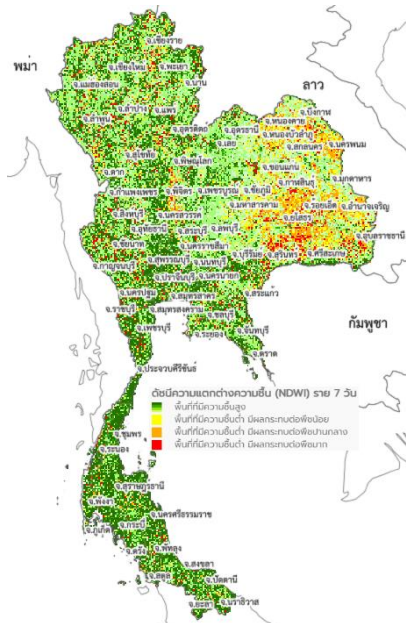 จ.เชียงราย
พม่า
จ.เชียงใหม่
จ.พะเยา
จ.น่าน
จ.แม่ฮ่องสอน
ลาว
จ.ลำปาง
จ.แพร่
จ.บึงกาฬ
จ.ลำพูน
จ.อุตรดิตถ์
จ.อุดรธานี
จ.หนองคาย
จ.หนองบัวลำภู
จ.นครพนม
จ.เลย
จ.สกลนคร
จ.สุโขทัย
จ.พิษณุโลก
จ.ขอนแก่น
จ.ตาก
จ.กาฬสินธุ์
จ.มุกดาหาร
จ.กำแพงเพชร
จ.พิจิตร
จ.เพชรบูรณ์
จ.ชัยภูมิ
จ.มหาสารคาม
จ.ร้อยเอ็ด
จ.อำนาจเจริญ
จ.สิงห์บุรี
จ.นครสวรรค์
จ.ยโสธร
จ.อุทัยธานี
จ.สระบุรี
จ.ลพบุรี
จ.อุบลราชธานี
จ.ชัยนาท
จ.นครราชสีมา
จ.บุรีรัมย์
จ.สุรินทร์
จ.ศรีสะเกษ
จ.สุพรรณบุรี
จ.นนทบุรี
จ.กาญจนบุรี
จ.ปราจีนบุรี
จ.นครนายก
จ.สระแก้ว
จ.นครปฐม
จ.สมุทรสาคร
จ.ราชบุรี
จ.สมุทรสงคราม
จ.ชลบุรี
กัมพูชา
จ.เพชรบุรี
จ.ระยอง
จ.จันทบุรี
จ.ตราด
จ.ประจวบคีรีขันธ์
ดัชนีความแตกต่างความชื้น (NDWI) ราย 7 วัน
พื้นที่ที่มีความชื้นสูง
พื้นที่ที่มีความชื้นต่ำ มีผลกระทบต่อพืชน้อย
พื้นที่ที่มีความชื้นต่ำ มีผลกระทบต่อพืชปานกลาง
พื้นที่ที่มีความชื้นต่ำ มีผลกระทบต่อพืชมาก
จ.ชุมพร
จ.ระนอง
จ.สุราษฎร์ธานี
จ.พังงา
จ.นครศรีธรรมราช
จ.กระบี่
จ.ภูเก็ต
จ.ตรัง
จ.พัทลุง
จ.สงขลา
จ.สตูล
จ.ปัตตานี
จ.นราธิวาส
จ.ยะลา